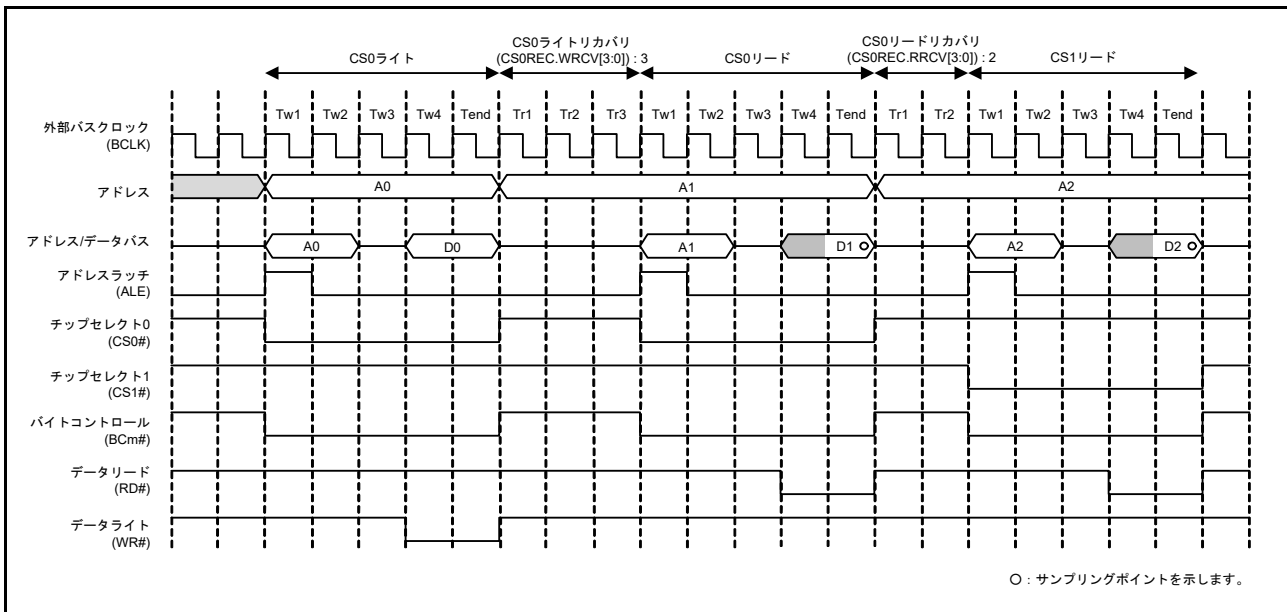 CS0ライト
CS0ライトリカバリ
(CS0REC.WRCV[3:0]) : 3
CS0リード
CS0リードリカバリ
(CS0REC.RRCV[3:0]) : 2
CS1リード
Tw1 Tw2 Tw3 Tw4 Tend Tr1 Tr2 Tr3 Tw1 Tw2 Tw3 Tw4 Tend Tr1 Tr2 Tw1 Tw2 Tw3 Tw4 Tend
外部バスクロック
(BCLK)
アドレス A0 A1 A2
アドレス/データバス A0 D0 A1 D1 A2 D2
アドレスラッチ
(ALE)
チップセレクト0
(CS0#)
チップセレクト1
(CS1#)
バイトコントロール
(BCm#)
データリード
(RD#)
データライト
(WR#)
○ : サンプリングポイントを示します。